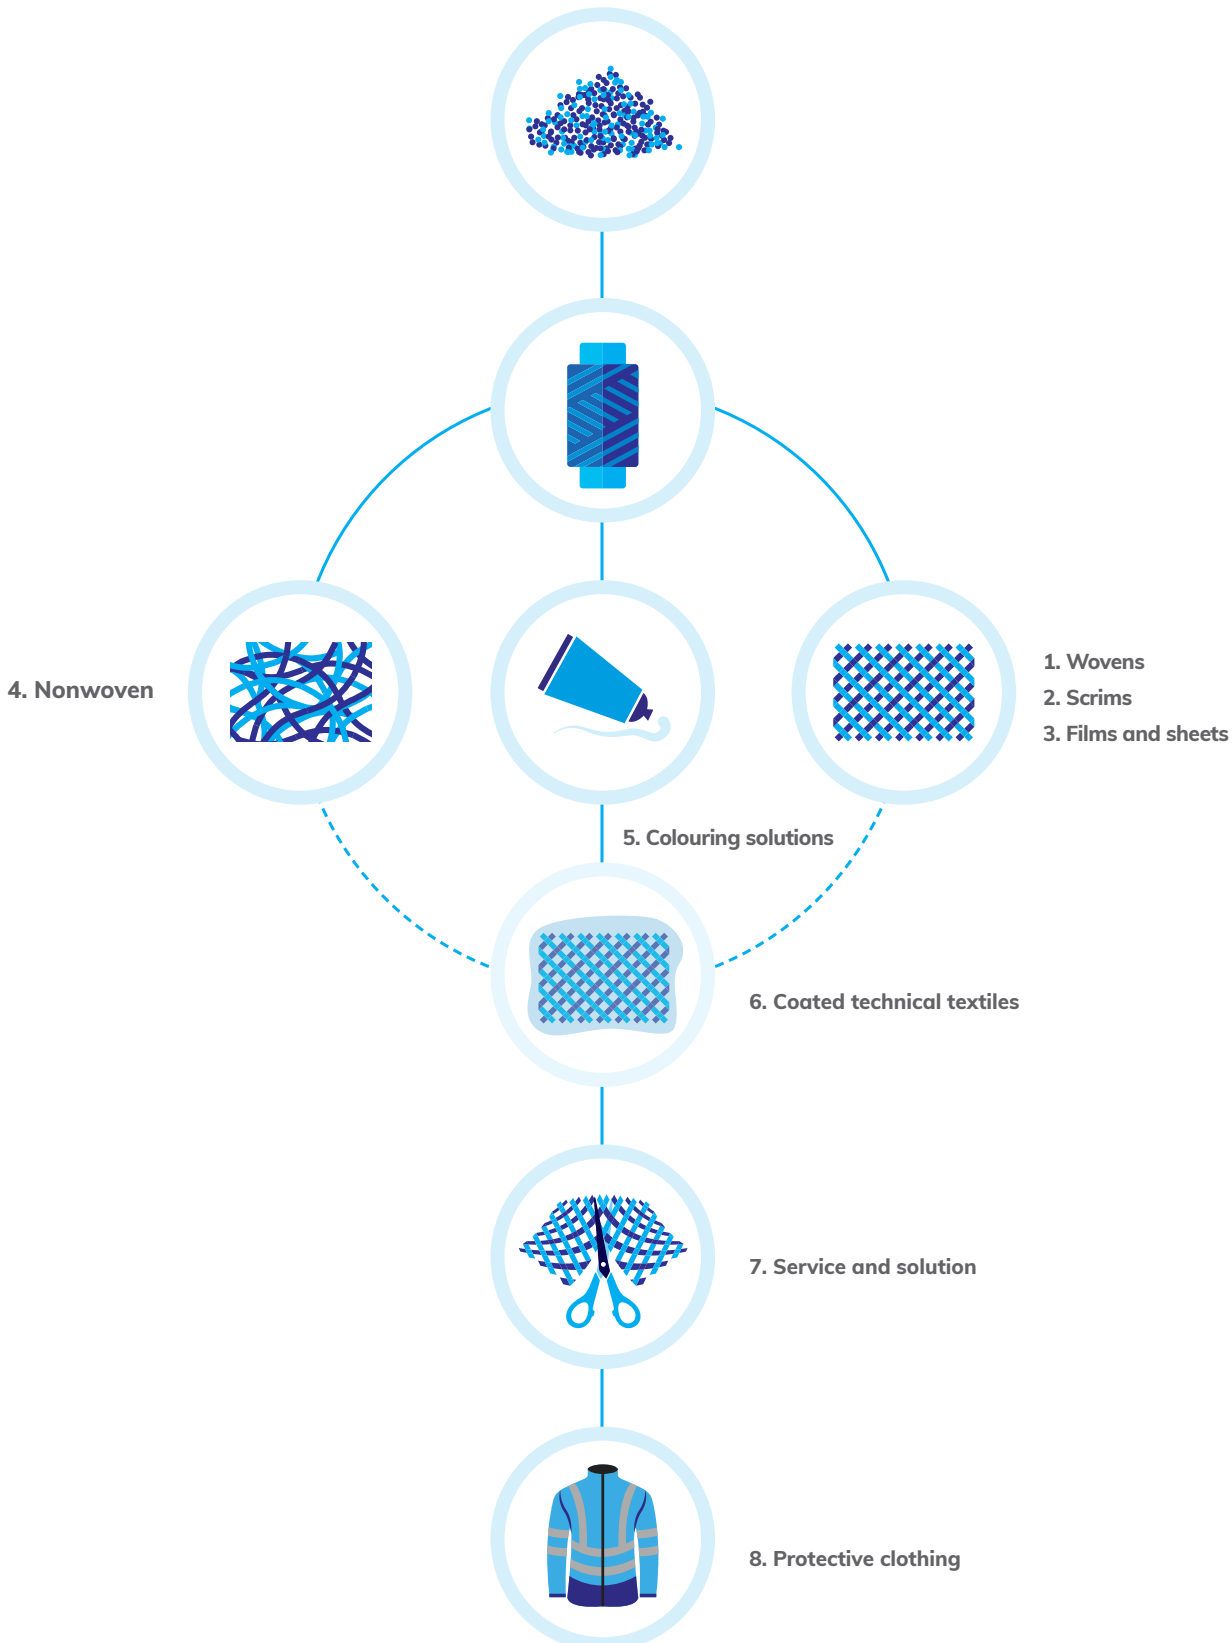 4. Nonwoven
1. Wovens
2. Scrims
3. Films and sheets
5. Colouring solutions
6. Coated technical textiles
7. Service and solution
8. Protective clothing